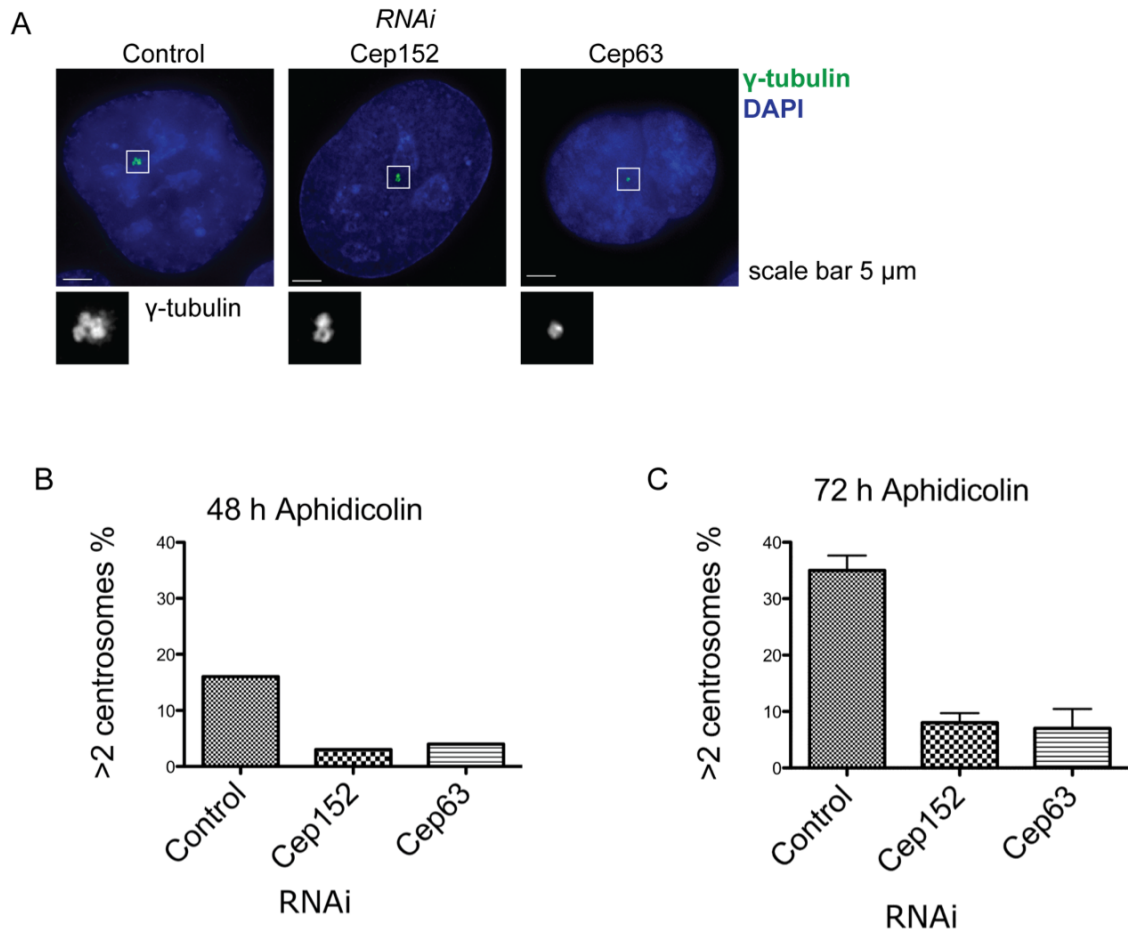 A
RNAi
Control
Cep152
Cep63
γ-tubulin
DAPI
scale bar 5 µm
γ-tubulin
B
48 h Aphidicolin
>2 centrosomes %
40
30
20
10
0
Control
Cep152
Cep63
RNAi
C
72 h Aphidicolin
>2 centrosomes %
40
30
20
10
0
Control
Cep152
Cep63
RNAi